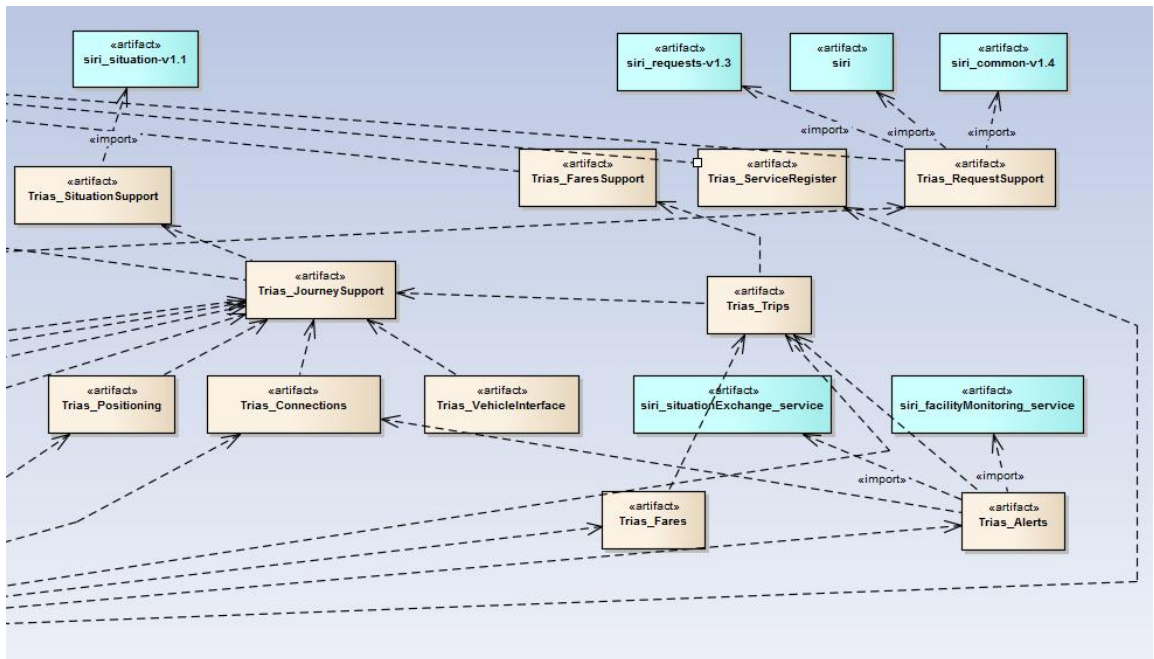 «artifact»
siri_situation-v1.1
«artifact»
siri_requests-v1.3
«artifact»
siri
«artifact»
siri_common-v1.4
«import»
«import»
«import»
«import»
«artifact»
Trias_SituationSupport
«artifact»
Trias_FaresSupport
«artifact»
Trias_ServiceRegister
«artifact»
Trias_RequestSupport
«artifact»
Trias_JourneySupport
«artifact»
Trias_Trips
«artifact»
Trias_Positioning
«artifact»
Trias_Connections
«artifact»
Trias_VehicleInterface
«artifact»
siri_situationExchange_service
«artifact»
siri_facilityMonitoring_service
«import»
«import»
«artifact»
Trias_Fares
«artifact»
Trias_Alerts